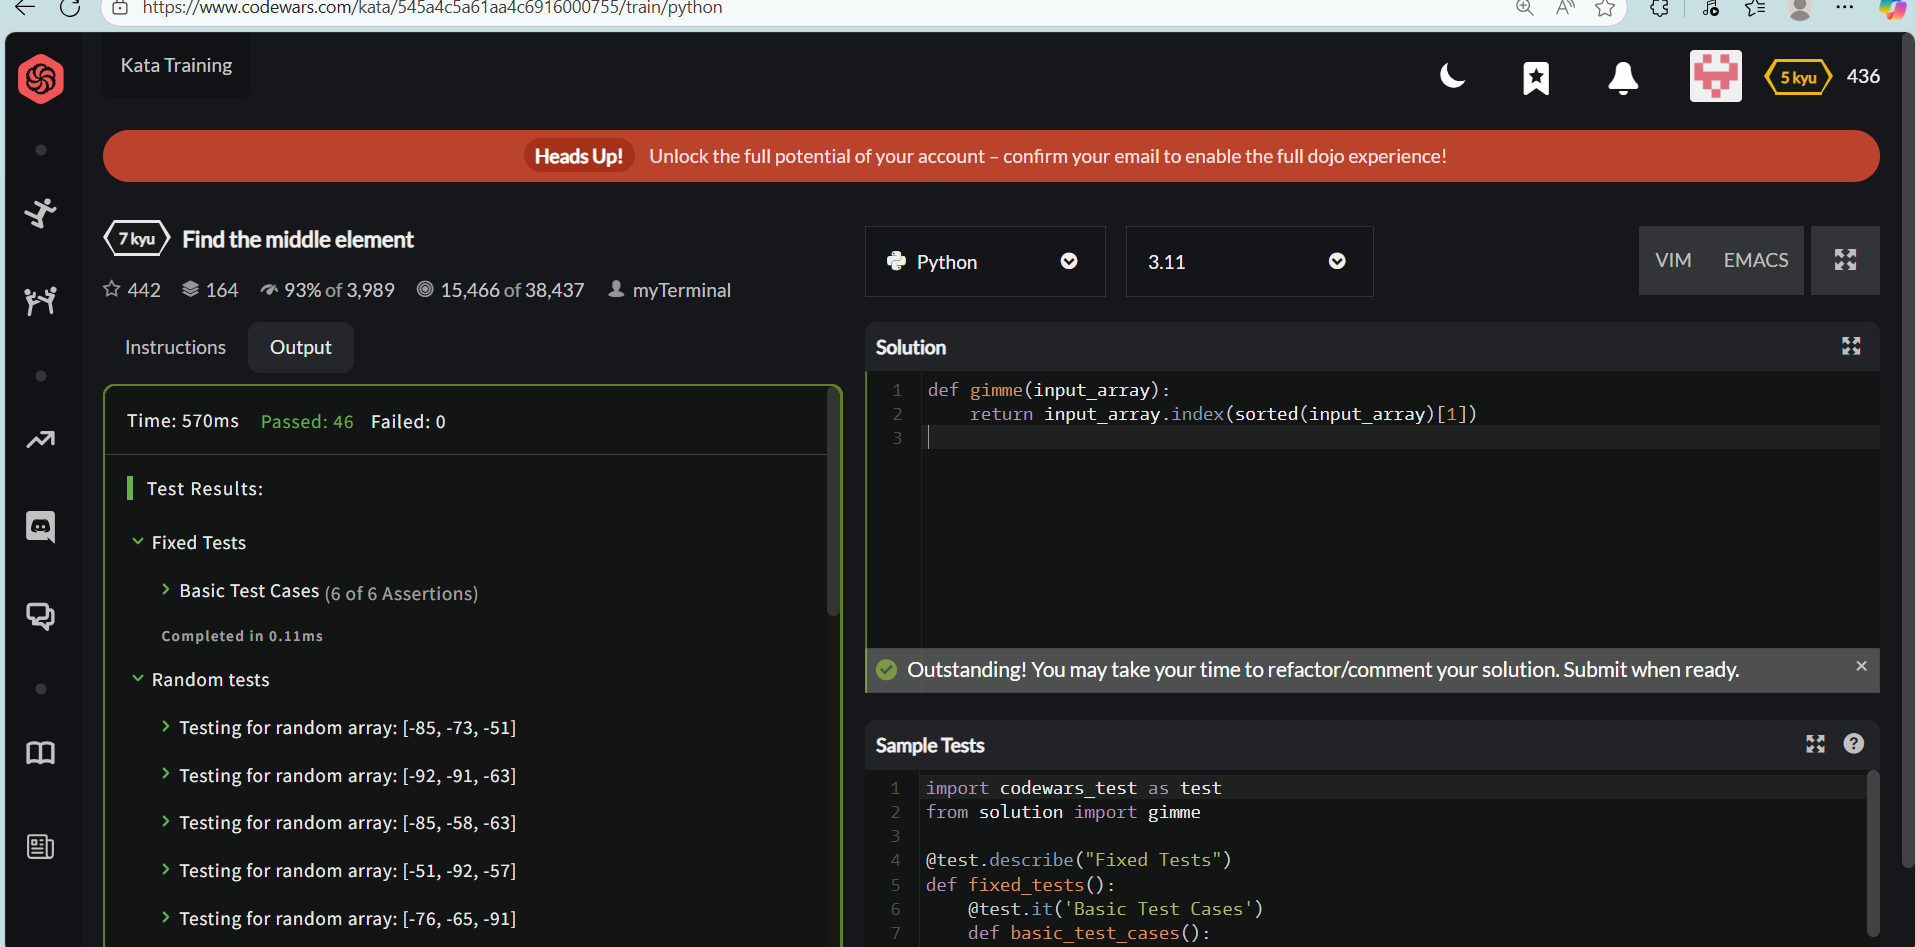 https://www.codewars.com/kata/545a4c5a61aa4c6916000755/train/python
Kata Training
5 kyu 436
Heads Up! Unlock the full potential of your account – confirm your email to enable the full dojo experience!
7 kyu Find the middle element
442 164 93% of 3,989 15,466 of 38,437 myTerminal
Python 3.11 VIM EMACS
Instructions Output
Time: 570ms Passed: 46 Failed: 0
Test Results:
Fixed Tests
Basic Test Cases (6 of 6 Assertions)
Completed in 0.11ms
Random tests
Testing for random array: [-85, -73, -51]
Testing for random array: [-92, -91, -63]
Testing for random array: [-85, -58, -63]
Testing for random array: [-51, -92, -57]
Testing for random array: [-76, -65, -91]
Solution
1 def gimme(input_array):
2     return input_array.index(sorted(input_array)[1])
3
Outstanding! You may take your time to refactor/comment your solution. Submit when ready.
Sample Tests
1 import codewars_test as test
2 from solution import gimme
3
4 @test.describe("Fixed Tests")
5 def fixed_tests():
6     @test.it('Basic Test Cases')
7     def basic_test_cases():